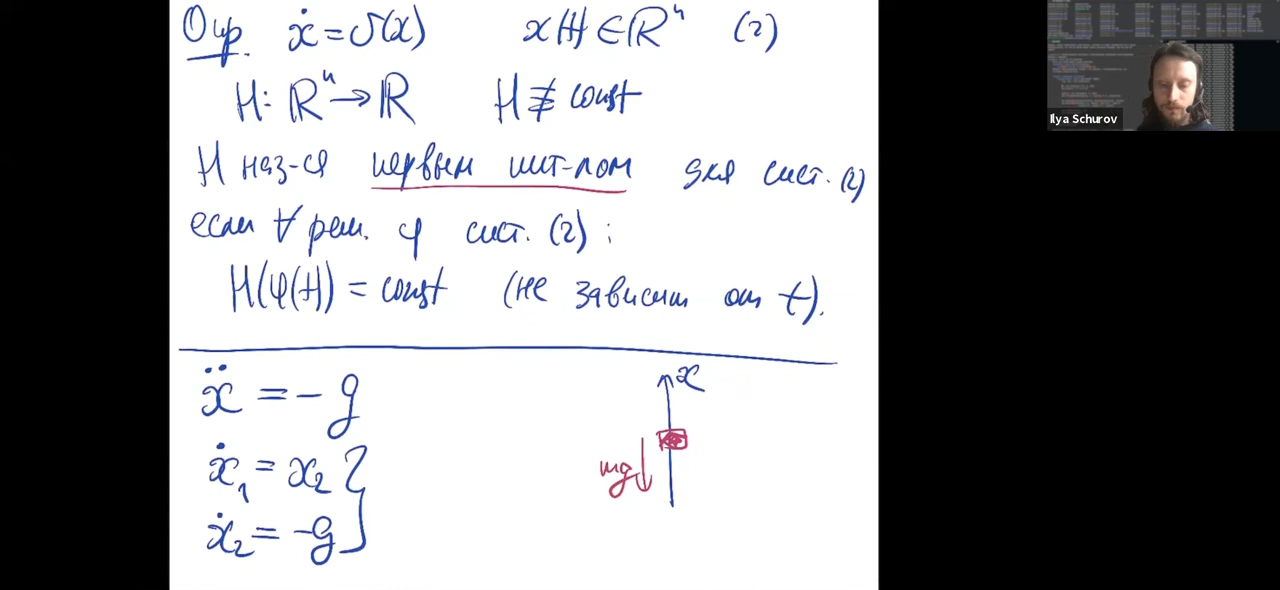 Опр. ẋ = v(x) x(t) ∈ ℝⁿ (2)
H: ℝⁿ → ℝ H ≢ const
H наз-ся первым инт-лом для сист. (2)
если ∀ реш. φ сист. (2):
H(φ(t)) = const (не зависит от t).
ẍ = -g
x
ẋ₁ = x₂ }
mg↓
ẋ₂ = -g
Ilya Schurov